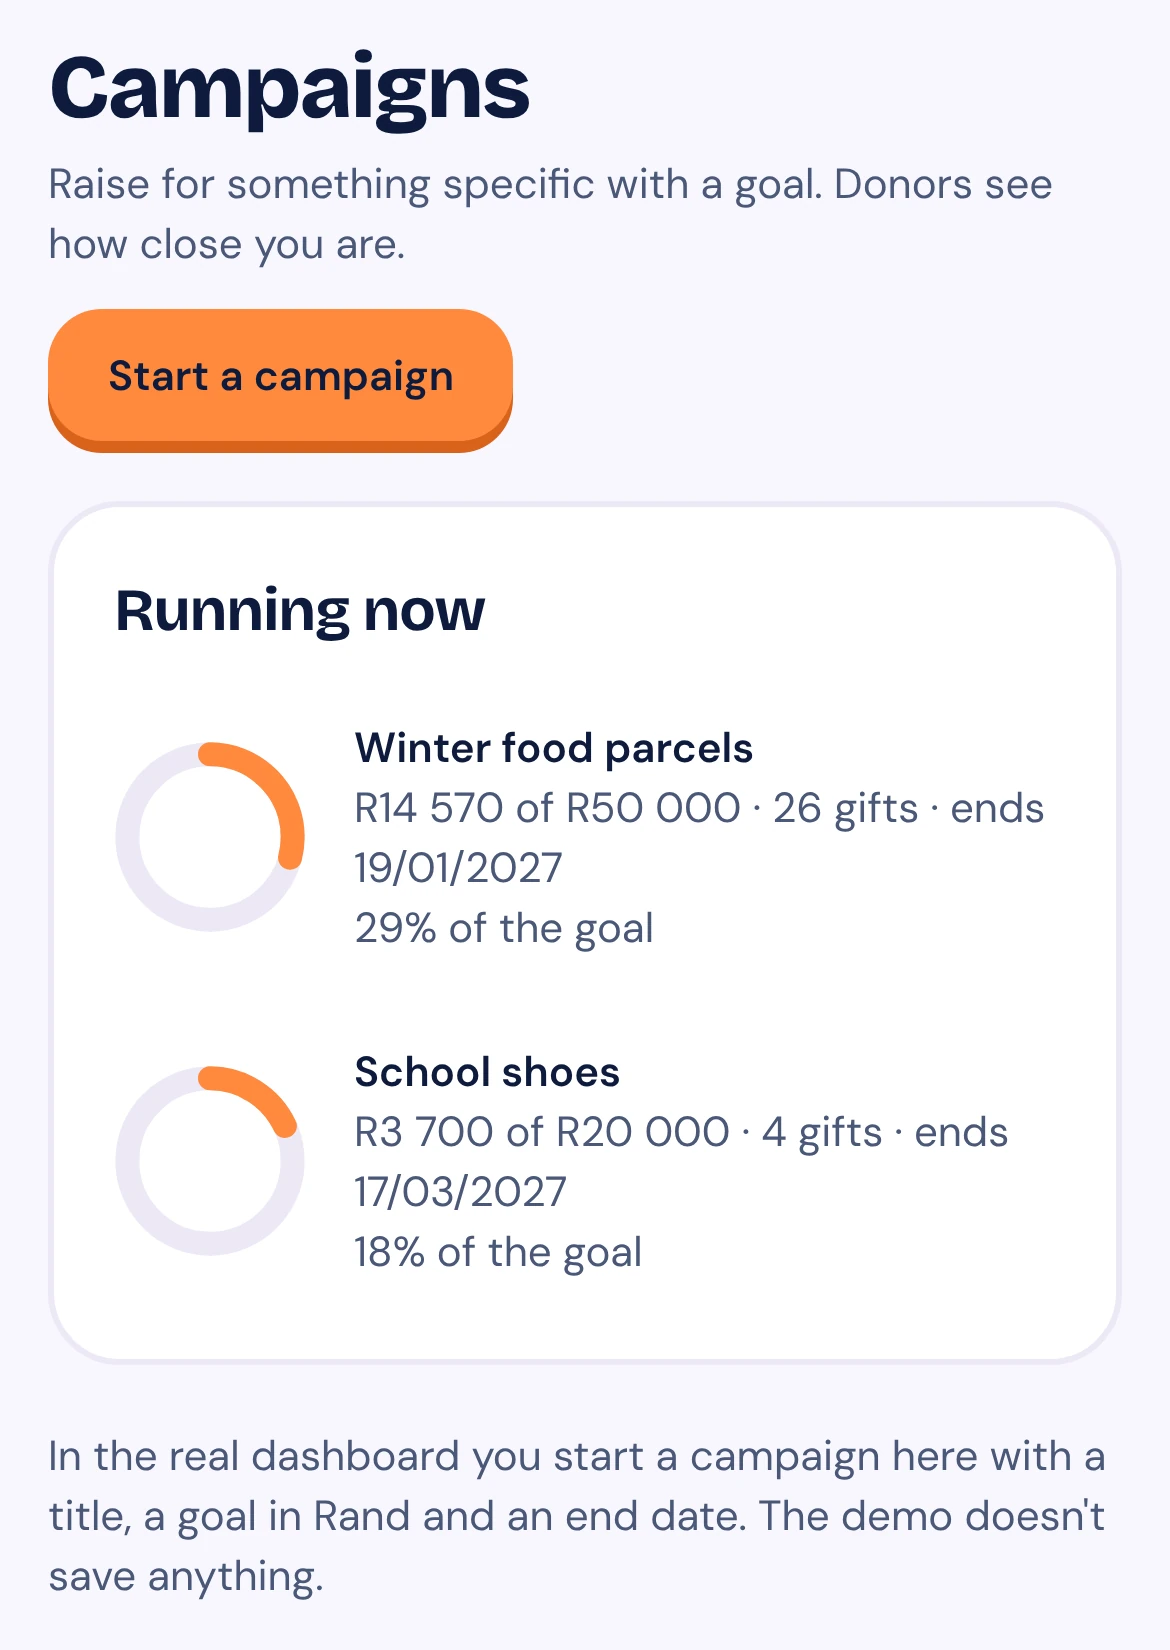 Campaigns
Raise for something specific with a goal. Donors see
how close you are.
Start a campaign
Running now
Winter food parcels
R14 570 of R50 000 · 26 gifts · ends
19/01/2027
29% of the goal
School shoes
R3 700 of R20 000 · 4 gifts · ends
17/03/2027
18% of the goal
In the real dashboard you start a campaign here with a
title, a goal in Rand and an end date. The demo doesn't
save anything.